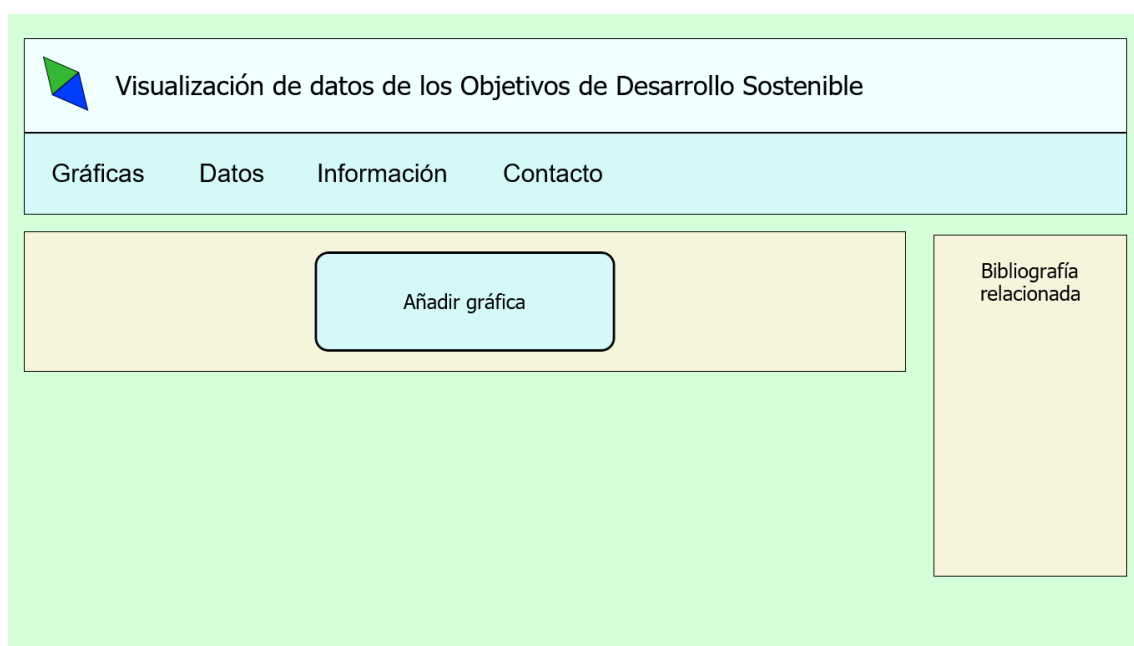 Visualización de datos de los Objetivos de Desarrollo Sostenible
Gráficas Datos Información Contacto
Añadir gráfica
Bibliografía
relacionada